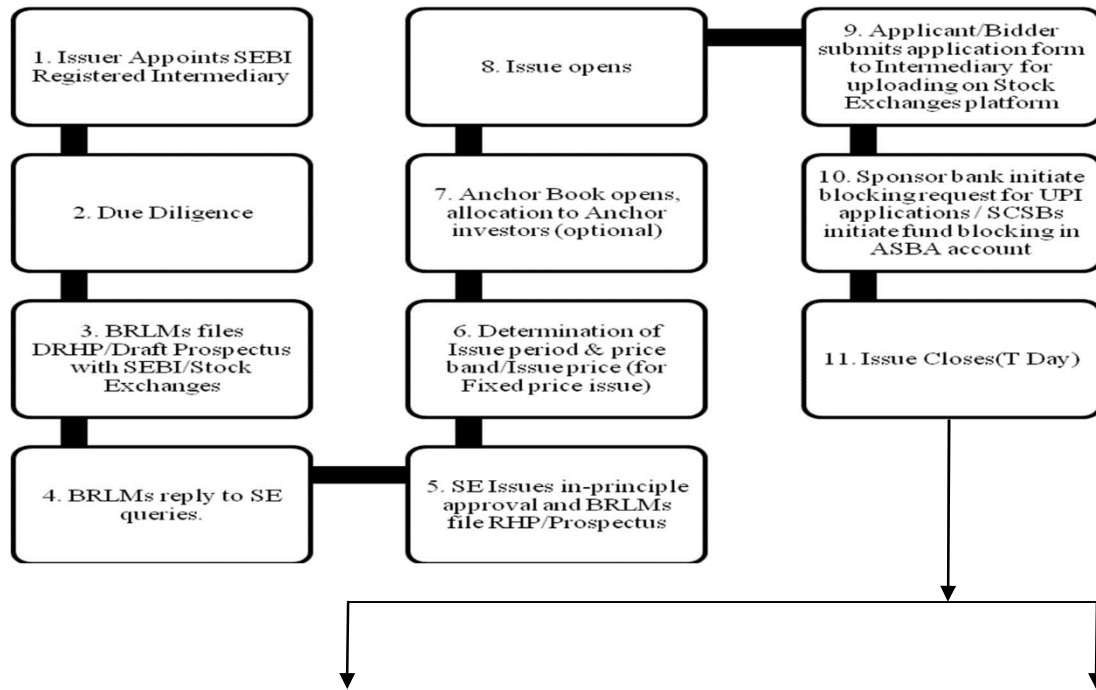 1. Issuer Appoints SEBI
Registered Intermediary
2. Due Diligence
3. BRLMs files
DRHP/Draft Prospectus
with SEBI/Stock
Exchanges
4. BRLMs reply to SE
queries.
5. SE Issues in-principle
approval and BRLMs
file RHP/Prospectus
6. Determination of
Issue period & price
band/Issue price (for
Fixed price issue)
7. Anchor Book opens,
allocation to Anchor
investors (optional)
8. Issue opens
9. Applicant/Bidder
submits application form
to Intermediary for
uploading on Stock
Exchanges platform
10. Sponsor bank initiate
blocking request for UPI
applications / SCSBs
initiate fund blocking in
ASBA account
11. Issue Closes(T Day)